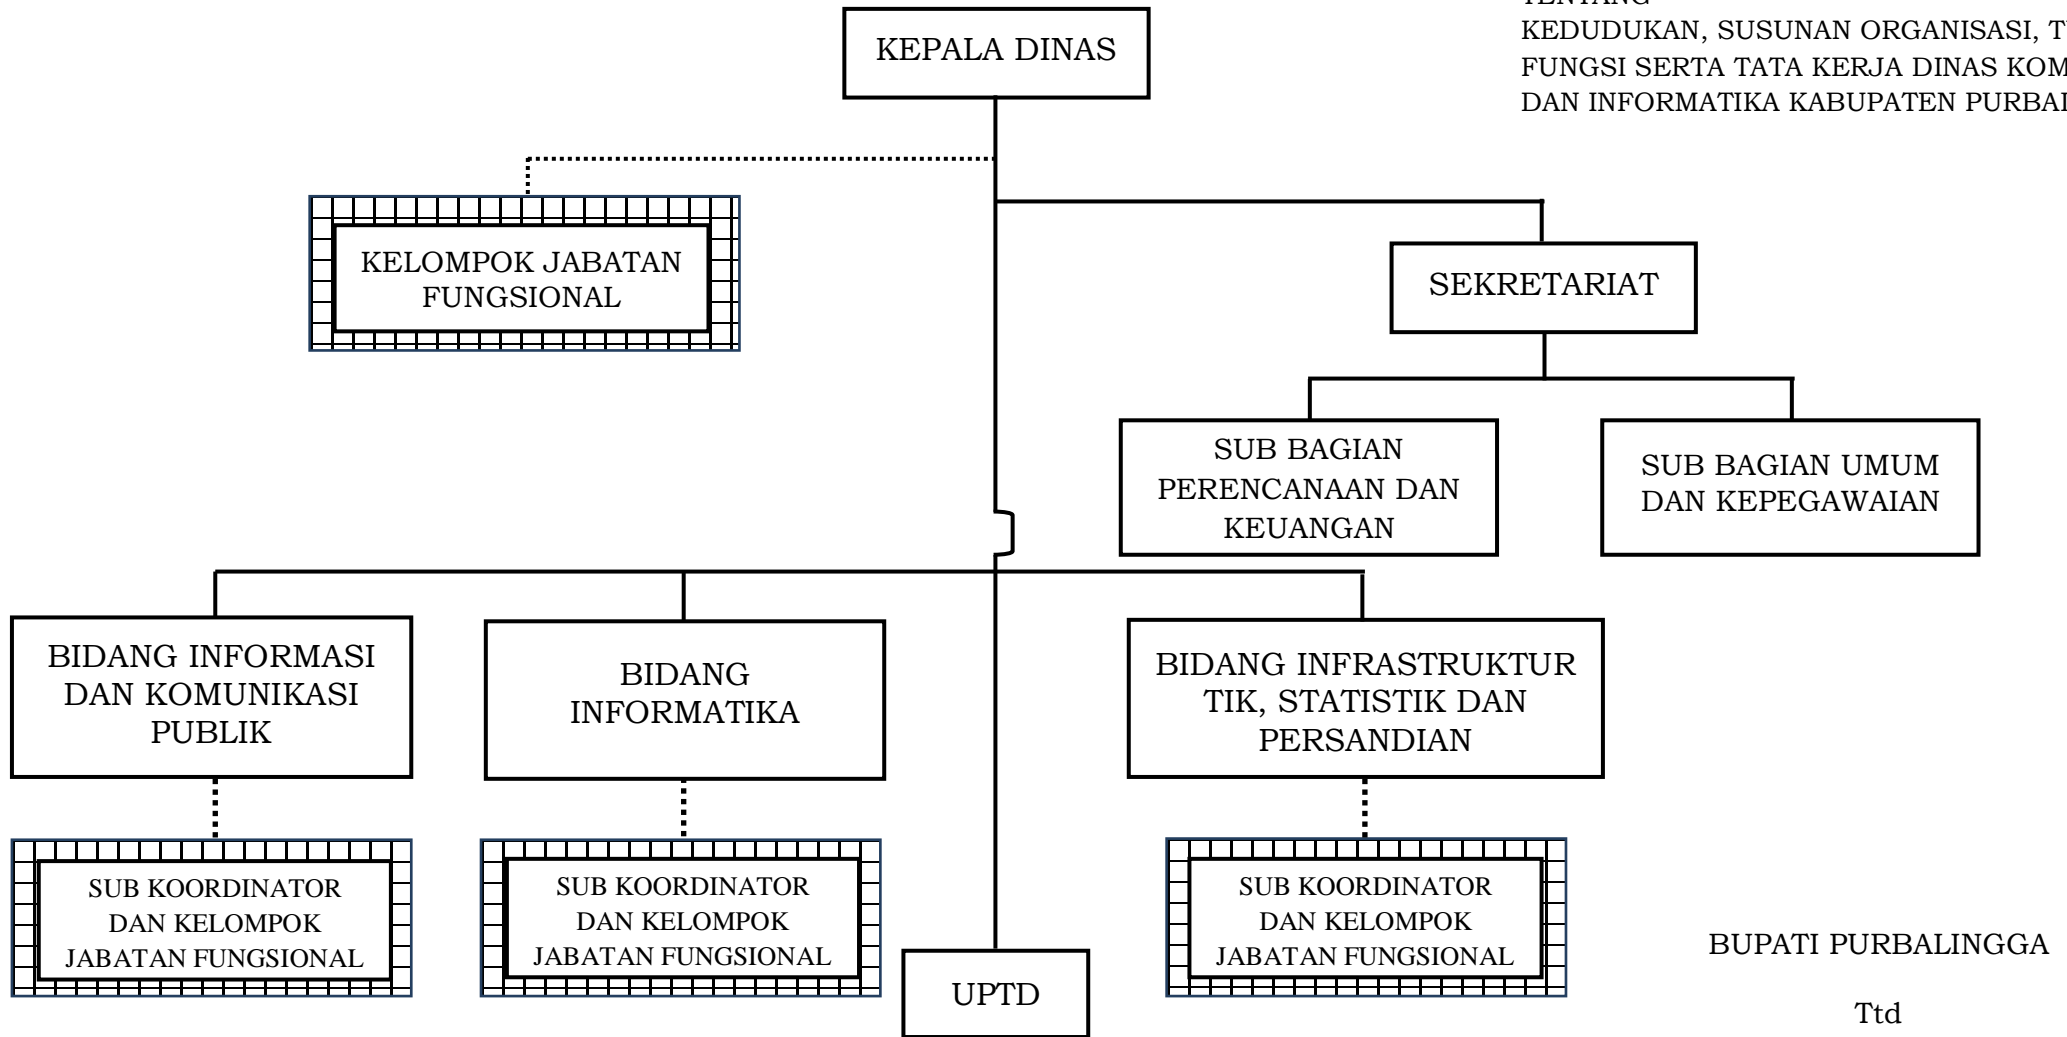 TENTANG
KEDUDUKAN, SUSUNAN ORGANISASI,
FUNGSI SERTA TATA KERJA DINAS
DAN INFORMATIKA KABUPATEN
KEPALA DINAS
KELOMPOK JABATAN
FUNGSIONAL
SEKRETARIAT
SUB BAGIAN
PERENCANAAN DAN
KEUANGAN
SUB BAGIAN UMUM
DAN KEPEGAWAIAN
BIDANG INFORMASI
DAN KOMUNIKASI
PUBLIK
BIDANG
INFORMATIKA
BIDANG INFRASTRUKTUR
TIK, STATISTIK DAN
PERSANDIAN
SUB KOORDINATOR
DAN KELOMPOK
JABATAN FUNGSIONAL
SUB KOORDINATOR
DAN KELOMPOK
JABATAN FUNGSIONAL
SUB KOORDINATOR
DAN KELOMPOK
JABATAN FUNGSIONAL
UPTD
BUPATI PURBALINGGA
Ttd